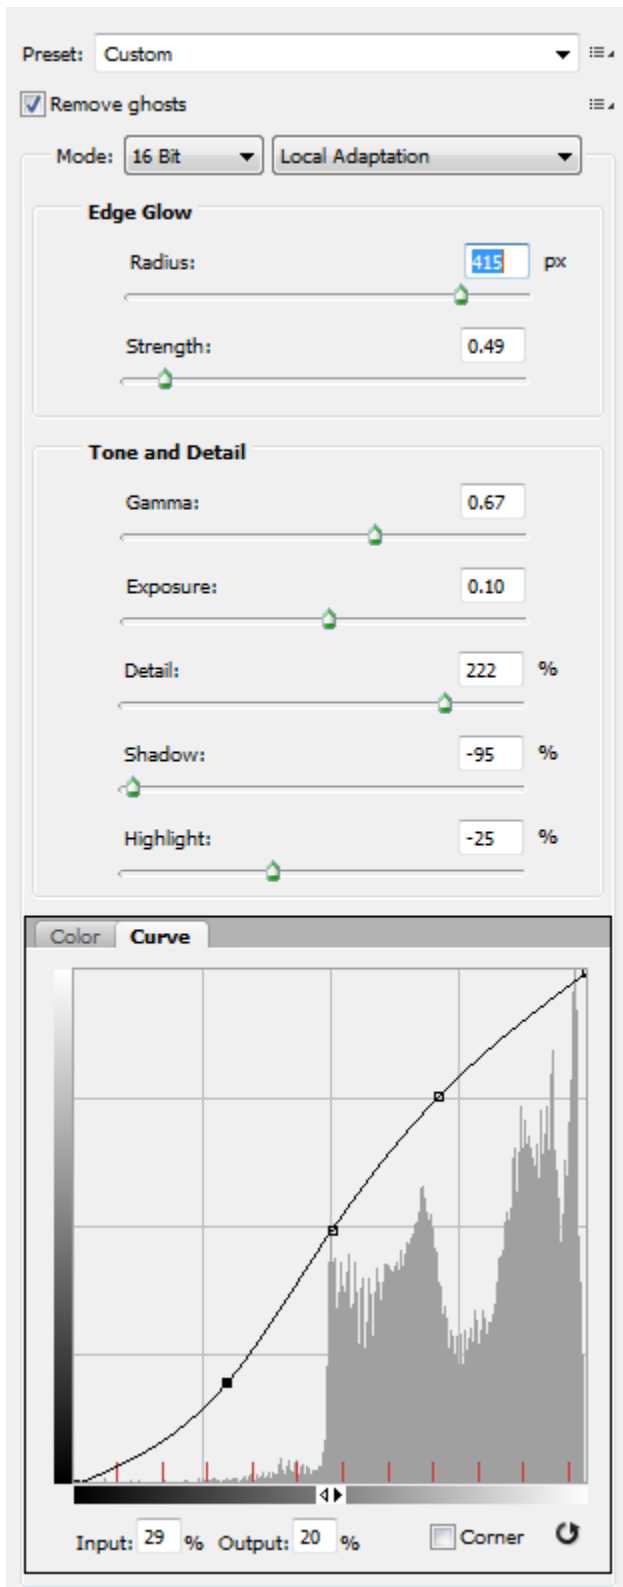 Preset: Custom
Remove ghosts
Mode: 16 Bit Local Adaptation
Edge Glow
Radius: 415 px
Strength: 0.49
Tone and Detail
Gamma: 0.67
Exposure: 0.10
Detail: 222 %
Shadow: -95 %
Highlight: -25 %
Color Curve
Input: 29 % Output: 20 % Corner